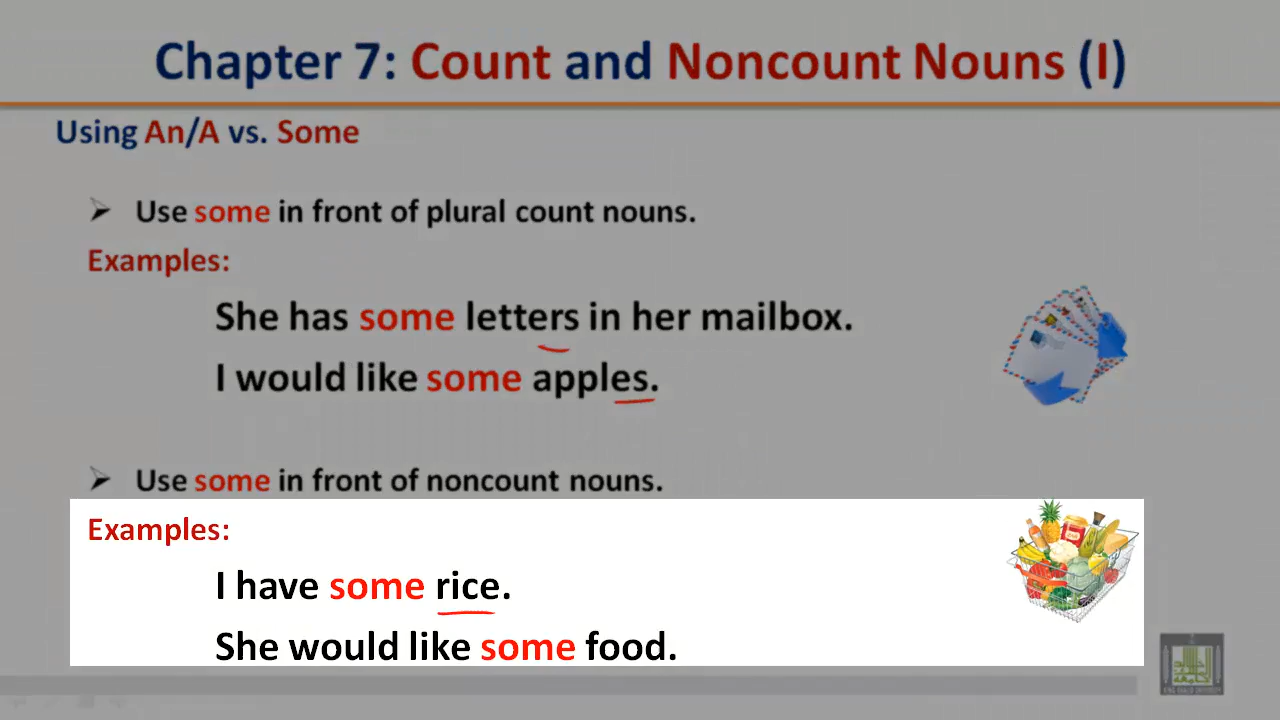 Chapter 7: Count and Noncount Nouns (I)
Using An/A vs. Some
Use some in front of plural count nouns.
Examples:
She has some letters in her mailbox.
I would like some apples.
Use some in front of noncount nouns.
Examples:
I have some rice.
She would like some food.